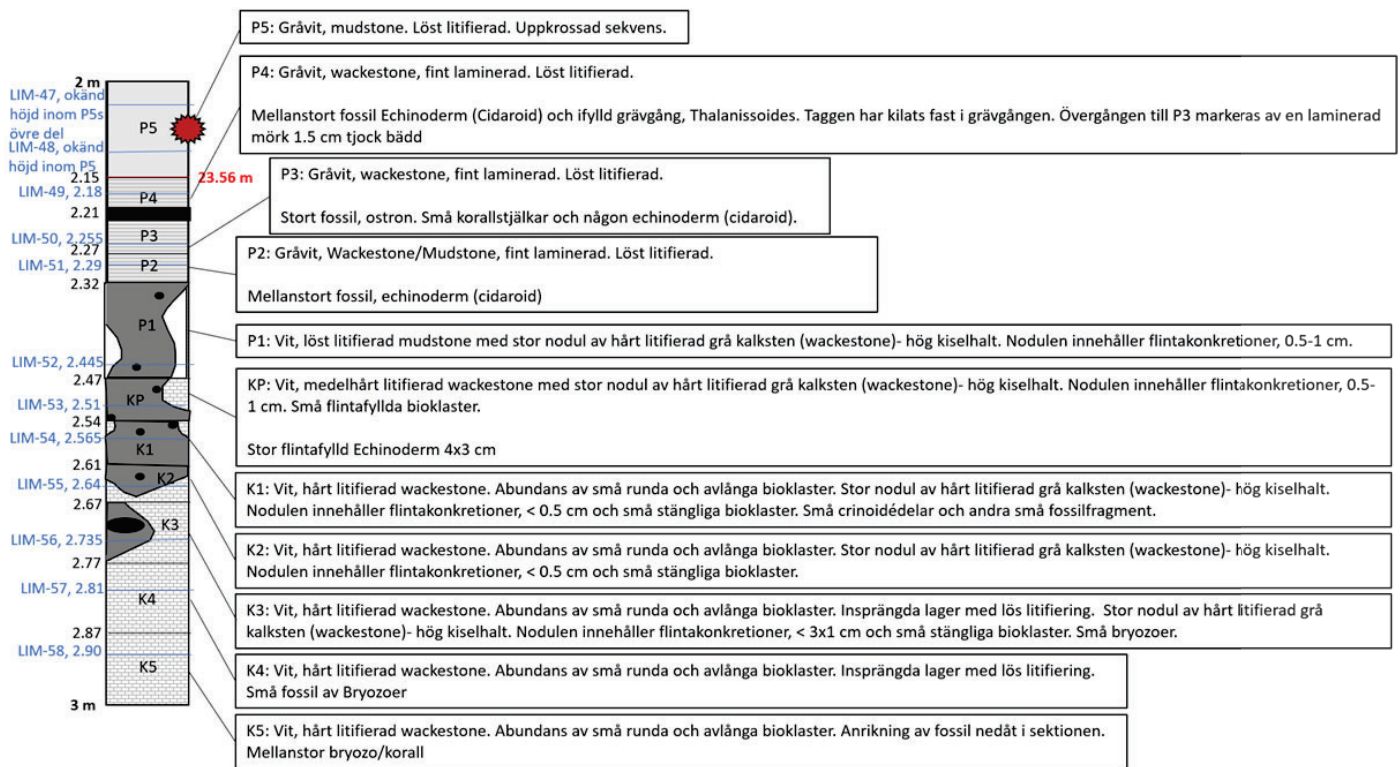 P5: Gråvit, mudstone. Löst litifierad. Uppkrossad sekvens.
P4: Gråvit, wackestone, fint laminerad. Löst litifierad.
Mellanstort fossil Echinoderm (Cidaroid) och ifylld grävgång, Thalanissoides. Taggen har kilats fast i grävgången. Övergången till P3 markeras av en laminerad
mörk 1.5 cm tjock bädd
P3: Gråvit, wackestone, fint laminerad. Löst litifierad.
Stort fossil, ostron. Små korallstjälkar och någon echinoderm (cidaroid).
P2: Gråvit, Wackestone/Mudstone, fint laminerad. Löst litifierad.
Mellanstort fossil, echinoderm (cidaroid)
P1: Vit, löst litifierad mudstone med stor nodul av hårt litifierad grå kalksten (wackestone)- hög kiselhalt. Nodulen innehåller flintakonkretioner, 0.5-1 cm.
KP: Vit, medelhårt litifierad wackestone med stor nodul av hårt litifierad grå kalksten (wackestone)- hög kiselhalt. Nodulen innehåller flintakonkretioner, 0.5-
1 cm. Små flintafyllda bioklaster.
Stor flintafylld Echinoderm 4x3 cm
K1: Vit, hårt litifierad wackestone. Abundans av små runda och avlånga bioklaster. Stor nodul av hårt litifierad grå kalksten (wackestone)- hög kiselhalt.
Nodulen innehåller flintakonkretioner, < 0.5 cm och små stängliga bioklaster. Små crinoidédelar och andra små fossilfragment.
K2: Vit, hårt litifierad wackestone. Abundans av små runda och avlånga bioklaster. Stor nodul av hårt litifierad grå kalksten (wackestone)- hög kiselhalt.
Nodulen innehåller flintakonkretioner, < 0.5 cm och små stängliga bioklaster.
K3: Vit, hårt litifierad wackestone. Abundans av små runda och avlånga bioklaster. Insprängda lager med lös litifiering. Stor nodul av hårt litifierad grå
kalksten (wackestone)- hög kiselhalt. Nodulen innehåller flintakonkretioner, < 3x1 cm och små stängliga bioklaster. Små bryozoer.
K4: Vit, hårt litifierad wackestone. Abundans av små runda och avlånga bioklaster. Insprängda lager med lös litifiering.
Små fossil av Bryozoer
K5: Vit, hårt litifierad wackestone. Abundans av små runda och avlånga bioklaster. Anrikning av fossil nedåt i sektionen.
Mellanstor bryozo/korall
2 m
LIM-47, okänd
höjd inom P5s
övre del
P5
LIM-48, okänd
höjd inom P5
2.15
23.56 m
LIM-49, 2.18
P4
2.21
P3
LIM-50, 2.255
2.27
LIM-51, 2.29
P2
2.32
P1
LIM-52, 2.445
2.47
KP
LIM-53, 2.51
2.54
LIM-54, 2.565
K1
2.61
K2
LIM-55, 2.64
2.67
K3
LIM-56, 2.735
2.77
LIM-57, 2.81
K4
2.87
LIM-58, 2.90
K5
3 m